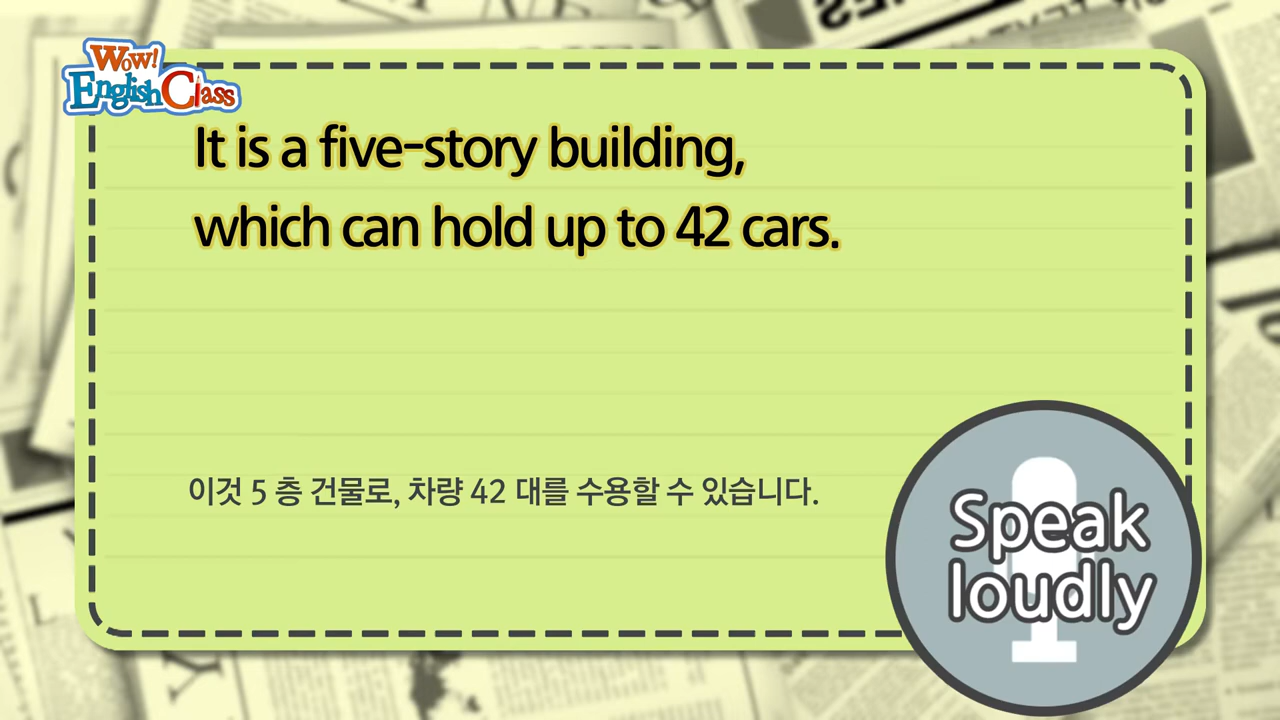 Wow!
English Class
It is a five-story building,
which can hold up to 42 cars.
이것 5 층 건물로, 차량 42 대를 수용할 수 있습니다.
Speak
loudly